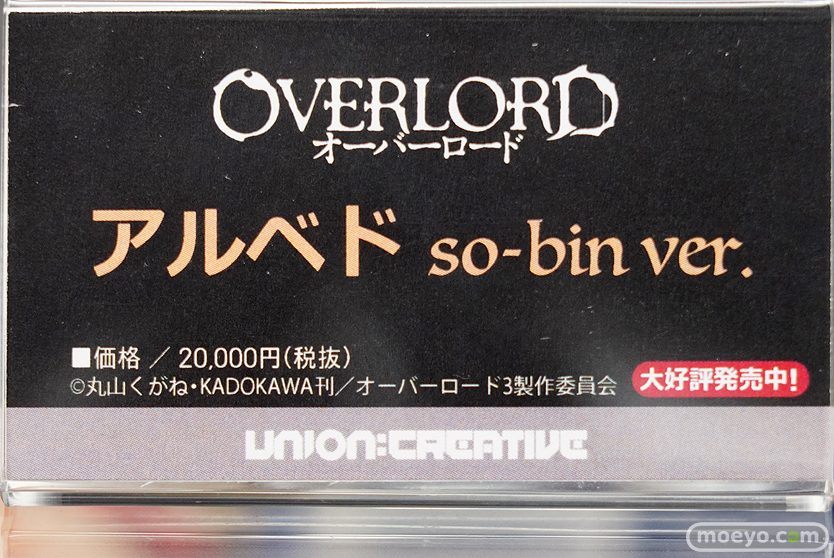 OVERLORD
オーバーロード
アルベド so-bin ver.
■価格 / 20,000円(税抜)
©丸山くがね・KADOKAWA刊/オーバーロード3製作委員会 大好評発売中!
UNION:CREATIVE
moeyo.com